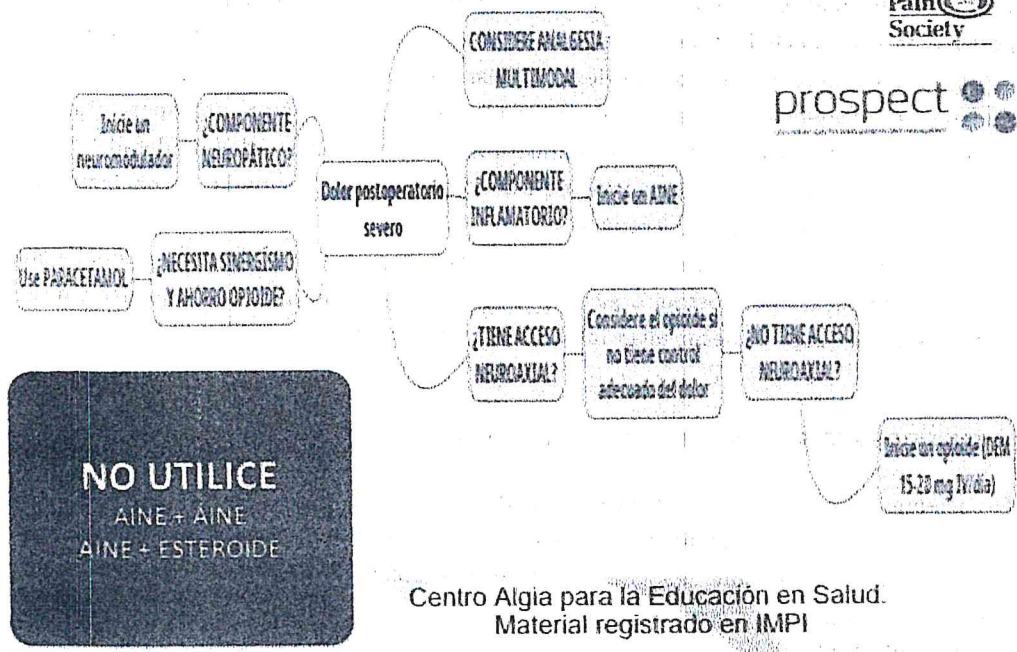 Pain
Society
prospect
CONSIDERE ANALGESIA
MULTIMODAL
Inicie un
neuromodulador
¿COMPONENTE
NEUROPÁTICO?
Dolor postoperatorio
severo
¿COMPONENTE
INFLAMATORIO?
Inicie un AINE
Use PARACETAMOL
¿NECESITA SINERGISMO
Y AHORRO OPIOIDE?
¿TIENE ACCESO
NEUROAXIAL?
Considere el opioide si
no tiene control
adecuado del dolor
¿NO TIENE ACCESO
NEUROAXIAL?
Inicie un opioide (DEM
15-20 mg IV/día)
NO UTILICE
AINE + AINE
AINE + ESTEROIDE
Centro Algia para la Educación en Salud.
Material registrado en IMPI